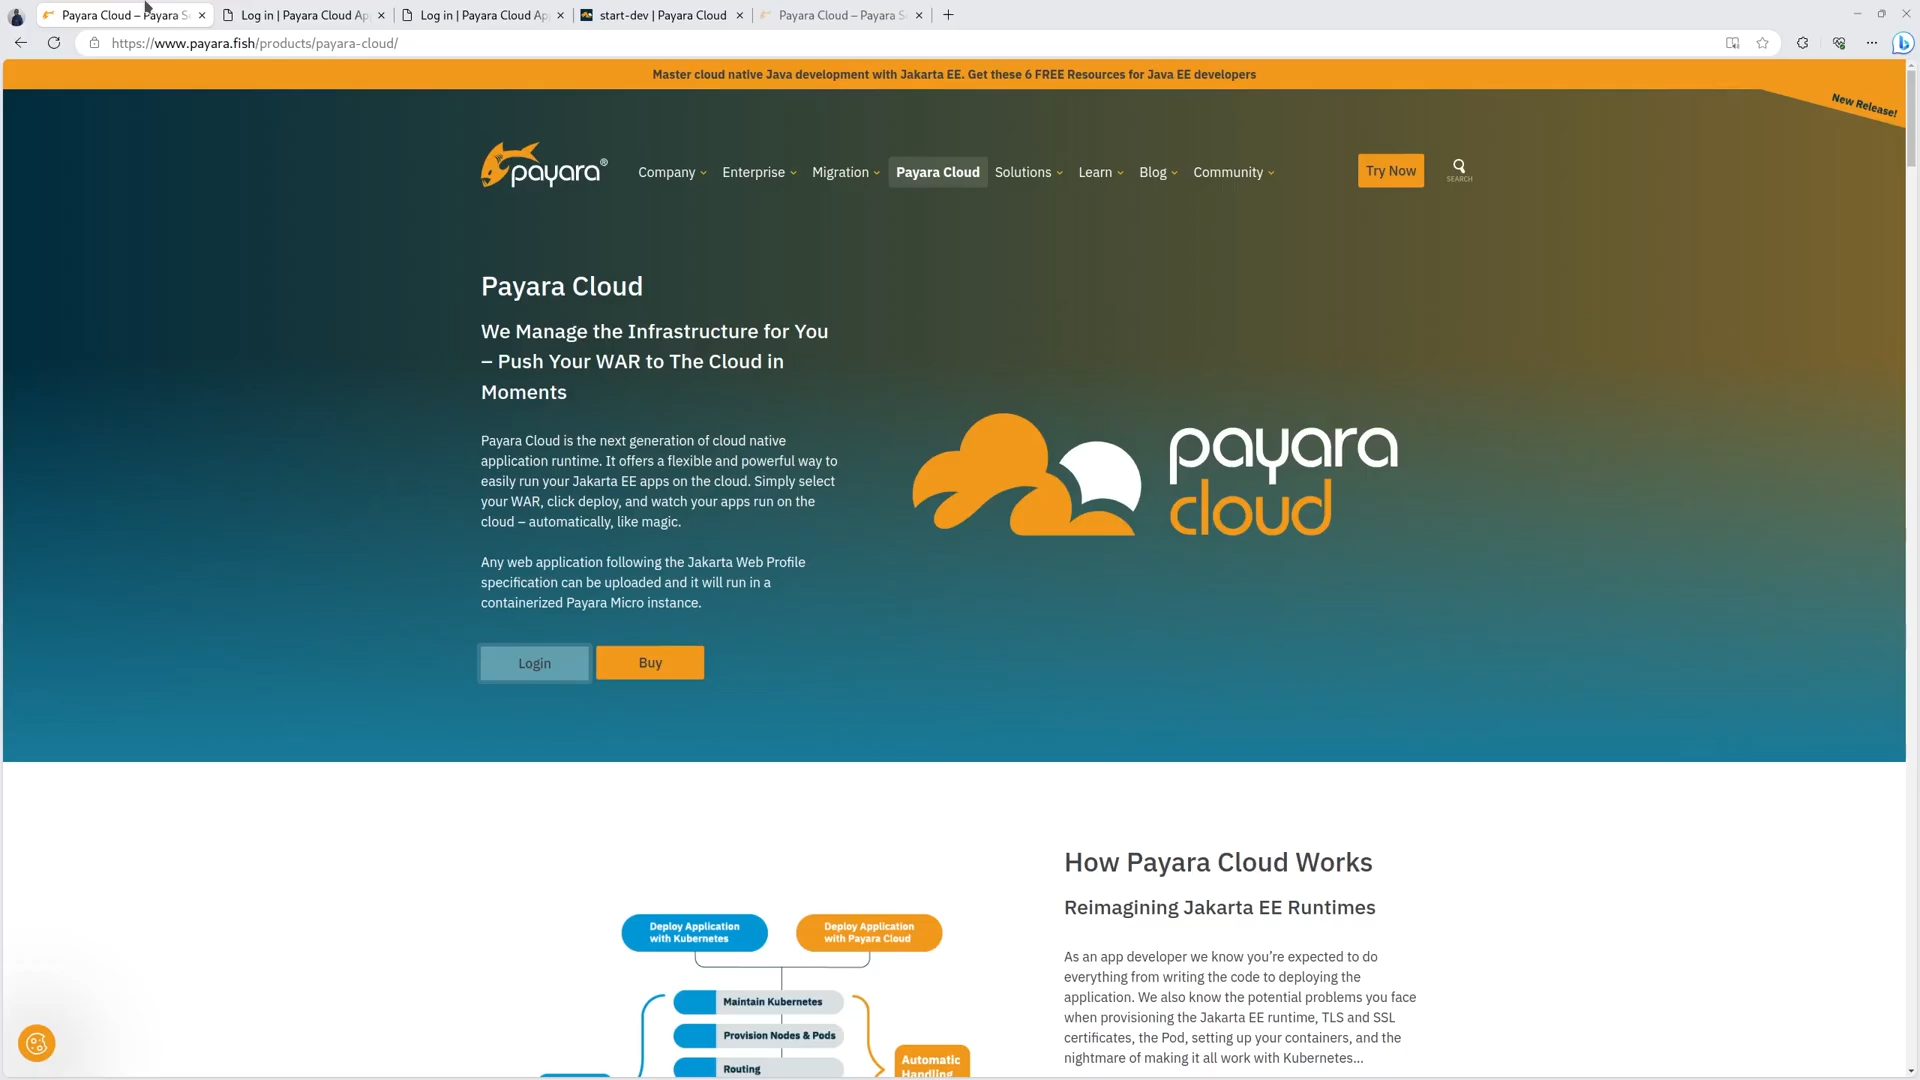 Payara Cloud – Payara S
Log in | Payara Cloud Ap
Log in | Payara Cloud Ap
start-dev | Payara Cloud
Payara Cloud – Payara S
https://www.payara.fish/products/payara-cloud/
Master cloud native Java development with Jakarta EE. Get these 6 FREE Resources for Java EE developers
New Release!
payara®
Company
Enterprise
Migration
Payara Cloud
Solutions
Learn
Blog
Community
Try Now
SEARCH
Payara Cloud
We Manage the Infrastructure for You
– Push Your WAR to The Cloud in
Moments
Payara Cloud is the next generation of cloud native
application runtime. It offers a flexible and powerful way to
easily run your Jakarta EE apps on the cloud. Simply select
your WAR, click deploy, and watch your apps run on the
cloud – automatically, like magic.
Any web application following the Jakarta Web Profile
specification can be uploaded and it will run in a
containerized Payara Micro instance.
Login
Buy
payara
cloud
How Payara Cloud Works
Reimagining Jakarta EE Runtimes
As an app developer we know you're expected to do
everything from writing the code to deploying the
application. We also know the potential problems you face
when provisioning the Jakarta EE runtime, TLS and SSL
certificates, the Pod, setting up your containers, and the
nightmare of making it all work with Kubernetes...
Deploy Application
with Kubernetes
Deploy Application
with Payara Cloud
Maintain Kubernetes
Provision Nodes & Pods
Routing
Automatic
Handling